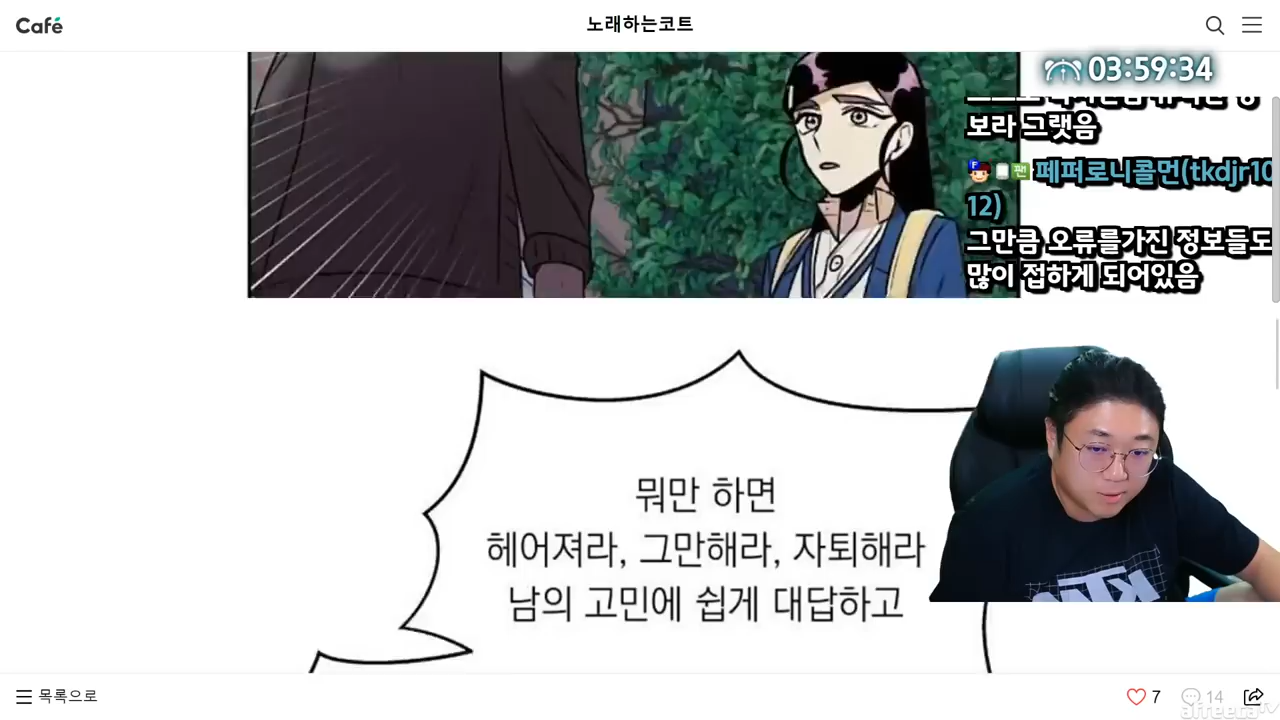 Café
노래하는코트
03:59:34
보라 그랫음
F 팬 페퍼로니콜먼(tkdjr10
12)
그만큼 오류를가진 정보들도
많이 접하게 되어있음
뭐만 하면
헤어져라, 그만해라, 자퇴해라
남의 고민에 쉽게 대답하고
목록으로
7
14
afreecaTV